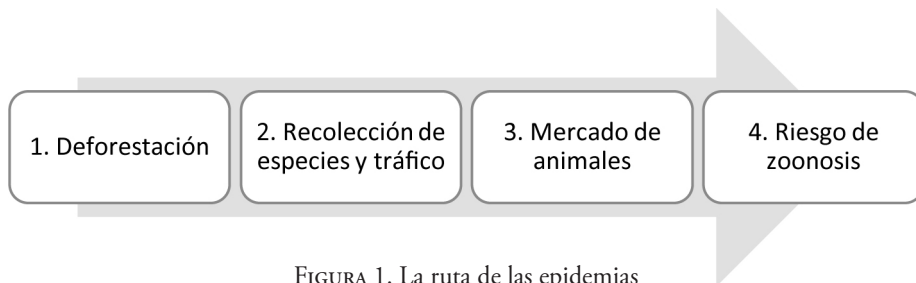 1. Deforestación
2. Recolección de
especies y tráfico
3. Mercado de
animales
4. Riesgo de
zoonosis
FIGURA 1. La ruta de las epidemias